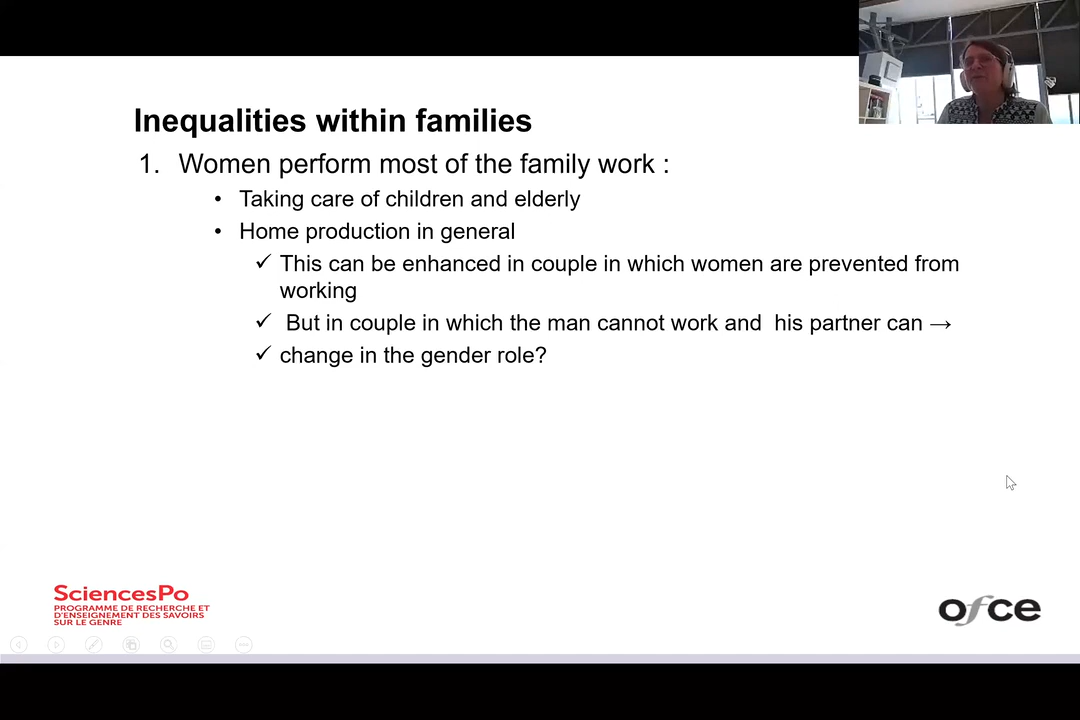 Inequalities within families
1. Women perform most of the family work :
• Taking care of children and elderly
• Home production in general
✓ This can be enhanced in couple in which women are prevented from
working
✓ But in couple in which the man cannot work and his partner can →
✓ change in the gender role?
SciencesPo
PROGRAMME DE RECHERCHE ET
D'ENSEIGNEMENT DES SAVOIRS
SUR LE GENRE
ofce